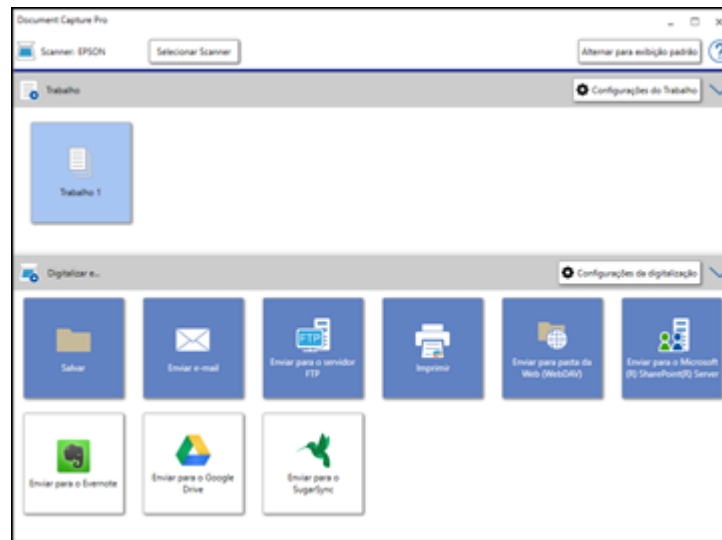 Document Capture Pro
Scanner: EPSON
Selecionar Scanner
Alternar para exibição padrão
?
Trabalho
Configurações do Trabalho
Trabalho 1
Digitalizar e...
Configurações de digitalização
Salvar
Enviar e-mail
FTP
Enviar para o servidor
FTP
Imprimir
Enviar para pasta da
Web (WebDAV)
Enviar para o Microsoft
(R) SharePoint(R) Server
Enviar para o Evernote
Enviar para o Google
Drive
Enviar para o
SugarSync